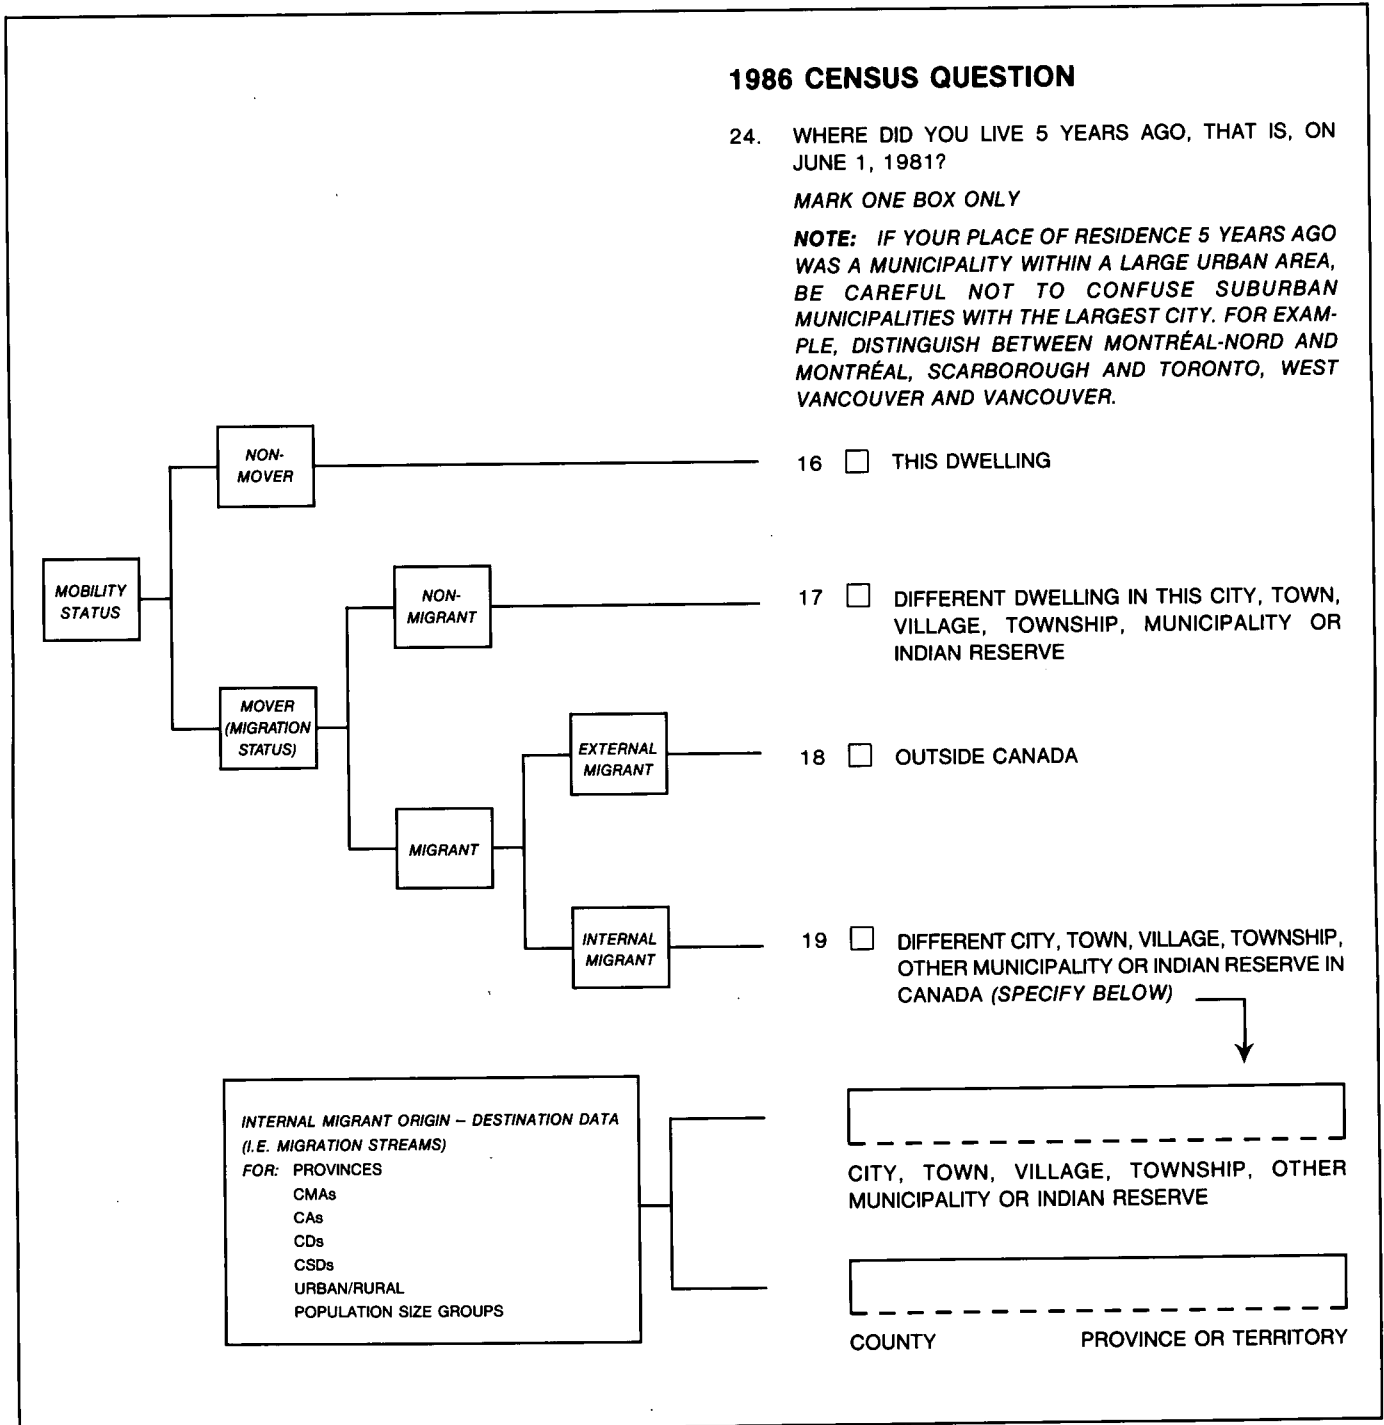 1986 CENSUS QUESTION
24. WHERE DID YOU LIVE 5 YEARS AGO, THAT IS, ON
JUNE 1, 1981?
MARK ONE BOX ONLY
NOTE: IF YOUR PLACE OF RESIDENCE 5 YEARS AGO
WAS A MUNICIPALITY WITHIN A LARGE URBAN AREA,
BE CAREFUL NOT TO CONFUSE SUBURBAN
MUNICIPALITIES WITH THE LARGEST CITY. FOR EXAM-
PLE, DISTINGUISH BETWEEN MONTRÉAL-NORD AND
MONTRÉAL, SCARBOROUGH AND TORONTO, WEST
VANCOUVER AND VANCOUVER.
NON-
MOVER
16 THIS DWELLING
MOBILITY
STATUS
NON-
MIGRANT
17 DIFFERENT DWELLING IN THIS CITY, TOWN,
VILLAGE, TOWNSHIP, MUNICIPALITY OR
INDIAN RESERVE
MOVER
(MIGRATION
STATUS)
EXTERNAL
MIGRANT
18 OUTSIDE CANADA
MIGRANT
INTERNAL
MIGRANT
19 DIFFERENT CITY, TOWN, VILLAGE, TOWNSHIP,
OTHER MUNICIPALITY OR INDIAN RESERVE IN
CANADA (SPECIFY BELOW)
INTERNAL MIGRANT ORIGIN – DESTINATION DATA
(I.E. MIGRATION STREAMS)
FOR: PROVINCES
CMAs
CAs
CDs
CSDs
URBAN/RURAL
POPULATION SIZE GROUPS
CITY, TOWN, VILLAGE, TOWNSHIP, OTHER
MUNICIPALITY OR INDIAN RESERVE
COUNTY PROVINCE OR TERRITORY